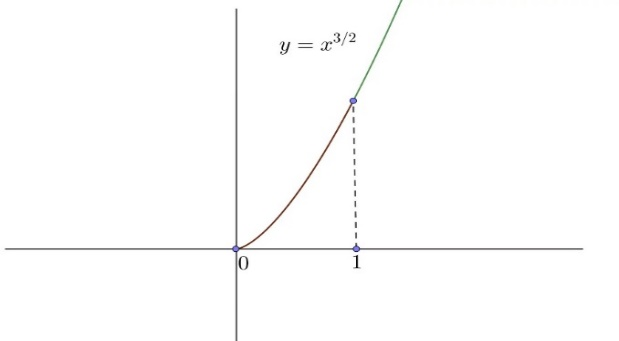 y = x^{3/2}
0
1